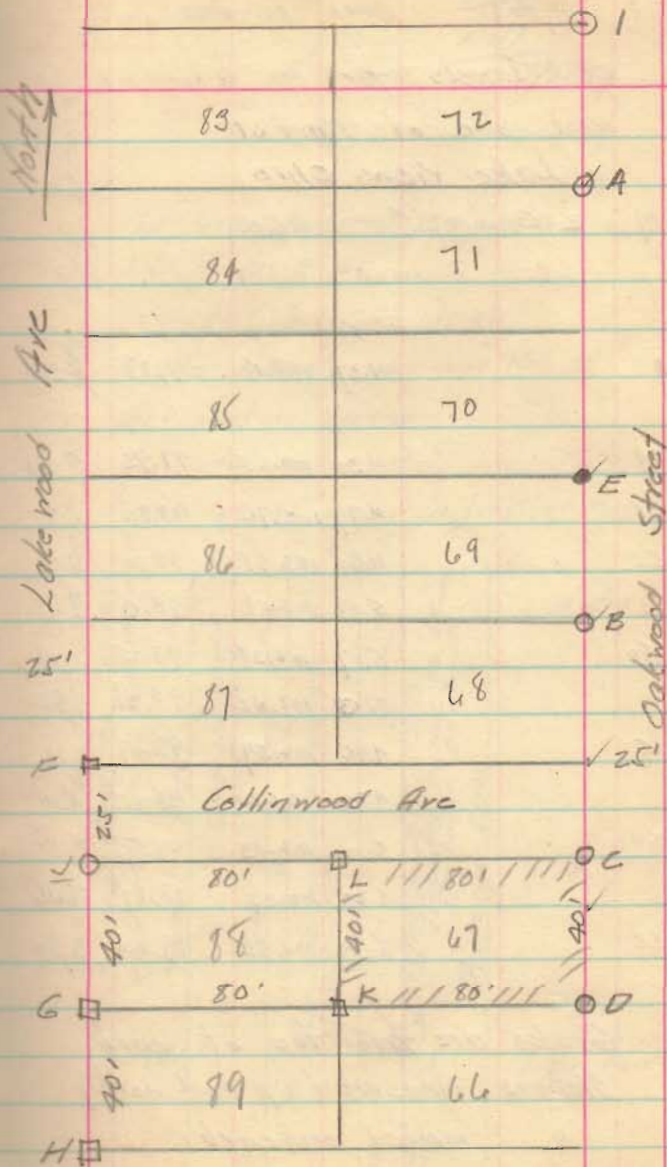 1
North
83 72
A
84 71
Lakewood Ave
85 70
E
Oakwood Street
86 69
B
25'
87 68
F 25'
25'
Collinwood Ave
C
80' L 80'
40' 88 40' 67 40'
G 80' K 80' D
40' 89 66
H